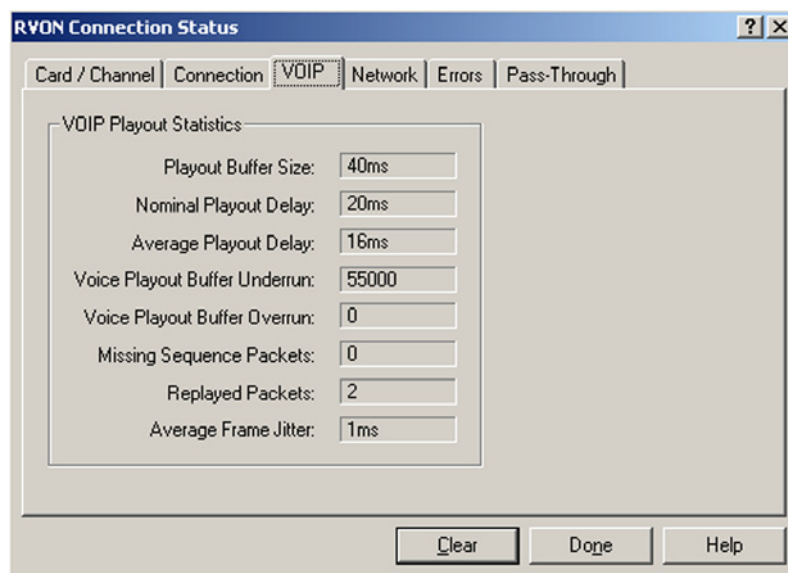 RVON Connection Status
? X
Card / Channel Connection VOIP Network Errors Pass-Through
VOIP Playout Statistics
Playout Buffer Size: 40ms
Nominal Playout Delay: 20ms
Average Playout Delay: 16ms
Voice Playout Buffer Underrun: 55000
Voice Playout Buffer Overrun: 0
Missing Sequence Packets: 0
Replayed Packets: 2
Average Frame Jitter: 1ms
Clear Done Help